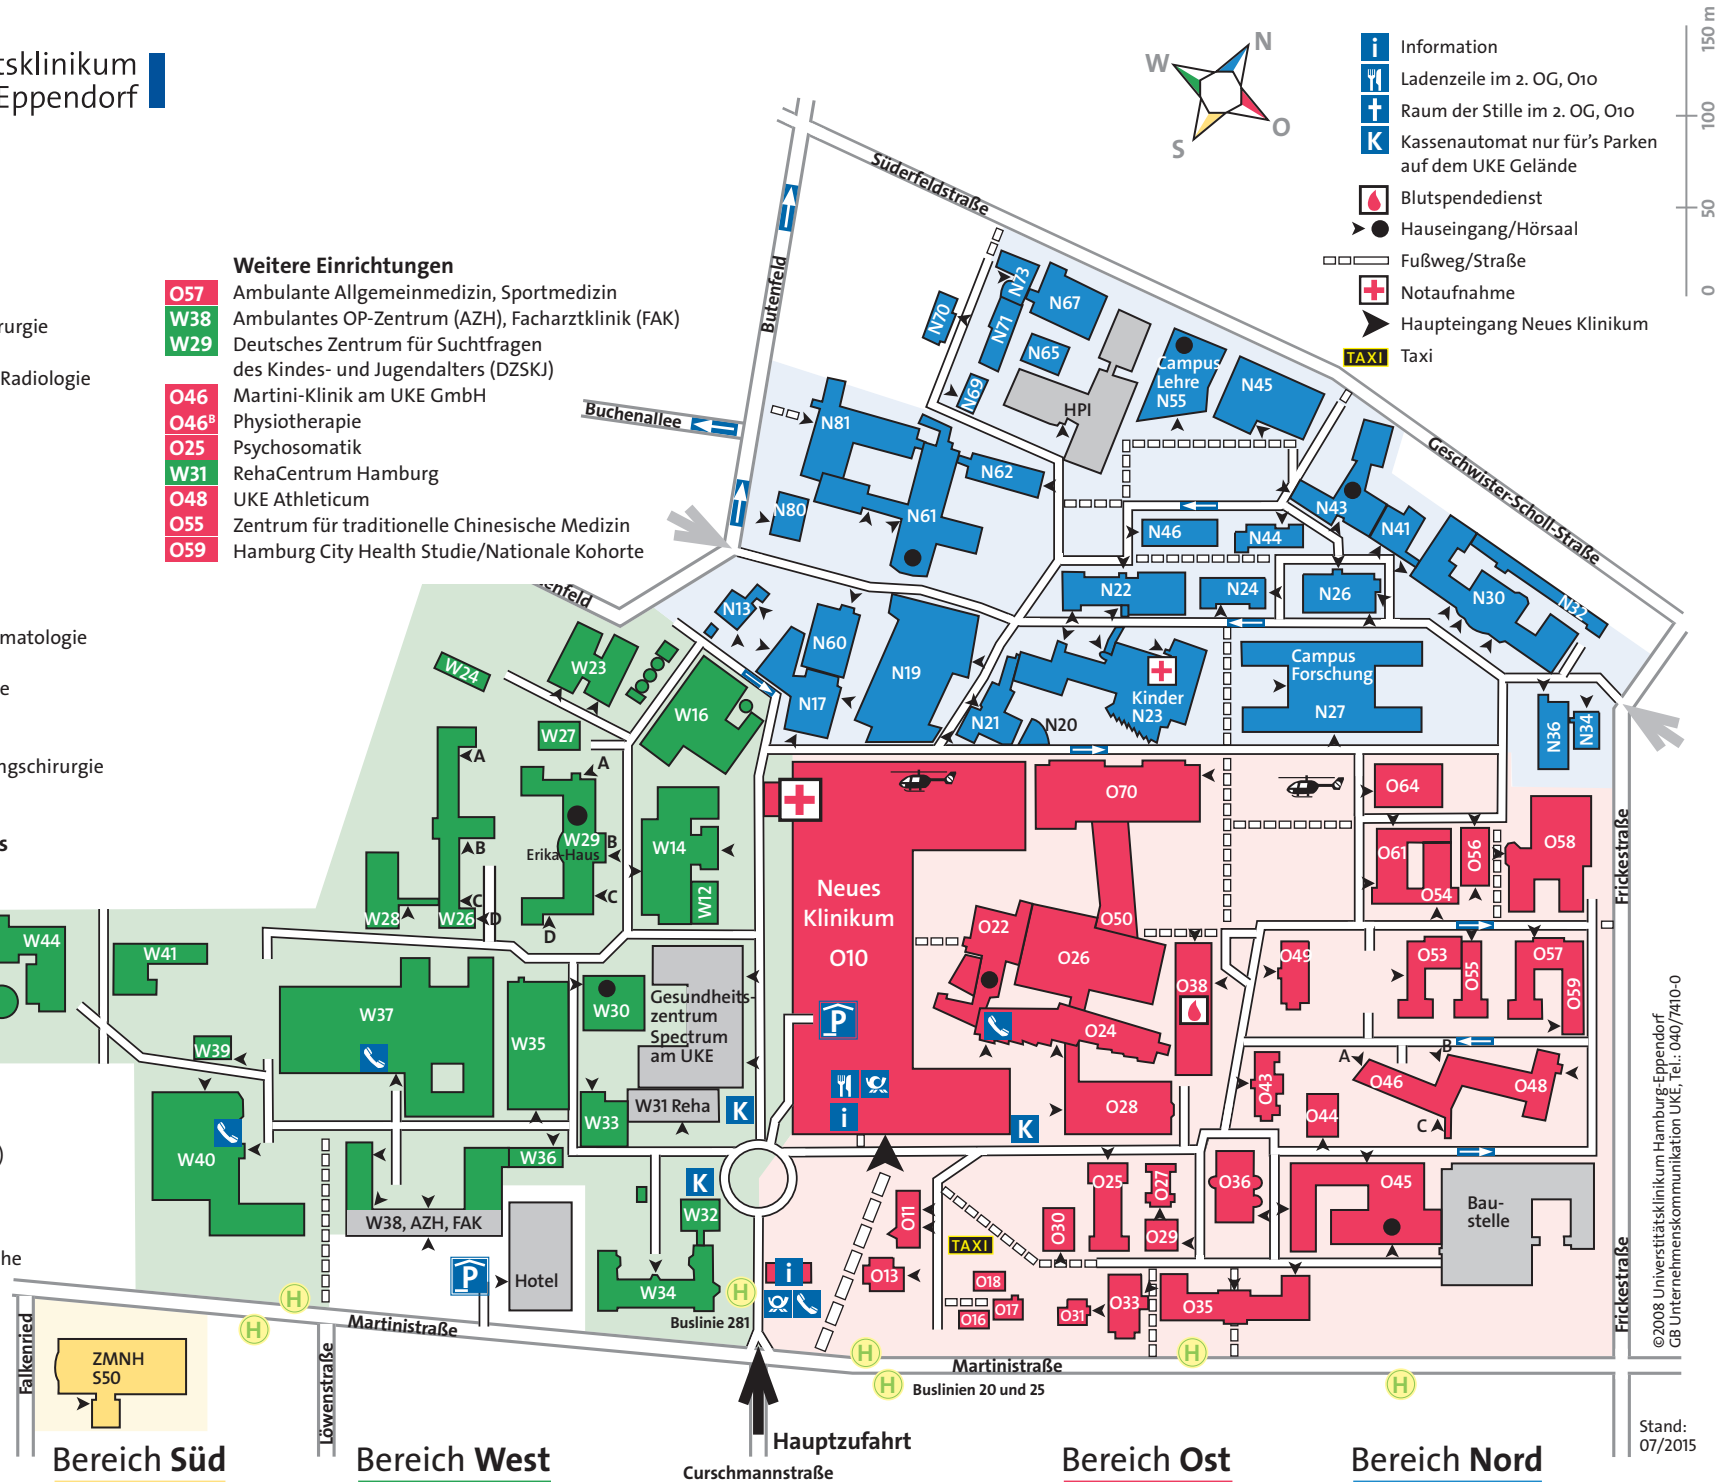 tsklinikum
Eppendorf
N
W
O
S
i Information
Ladenzeile im 2. OG, O10
Raum der Stille im 2. OG, O10
K Kassenautomat nur für's Parken
auf dem UKE Gelände
Blutspendedienst
Hauseingang/Hörsaal
Fußweg/Straße
Notaufnahme
Haupteingang Neues Klinikum
TAXI Taxi
150 m
100
50
0
Weitere Einrichtungen
O57 Ambulante Allgemeinmedizin, Sportmedizin
W38 Ambulantes OP-Zentrum (AZH), Facharztklinik (FAK)
W29 Deutsches Zentrum für Suchtfragen
des Kindes- und Jugendalters (DZSKJ)
O46 Martini-Klinik am UKE GmbH
O46B Physiotherapie
O25 Psychosomatik
W31 RehaCentrum Hamburg
O48 UKE Athleticum
O55 Zentrum für traditionelle Chinesische Medizin
O59 Hamburg City Health Studie/Nationale Kohorte
urgie
Radiologie
matologie
e
ngschirurgie
s
)
he
Süderfeldstraße
Butenfeld
Buchenallee
enfeld
Geschwister-Scholl-Straße
N73
N67
N70
N71
N65
N69
HPI
Campus
Lehre
N55
N45
N81
N62
N80
N61
N43
N41
N46
N44
N22
N24
N26
N30
N32
N13
N60
N19
N17
N21
N20
Kinder
N23
Campus
Forschung
N27
N36
N34
W24
W23
W16
W27
A
A
W29
Erika-Haus
B
B
C
C
D
D
W14
W12
W28
W26
W44
W41
W37
W39
W35
W30
Gesundheits-
zentrum
Spectrum
am UKE
W33
W31 Reha
K
W40
W36
W38, AZH, FAK
K
W32
W34
Hotel
P
Buslinie 281
H
H
H
Neues
Klinikum
O10
P
i
K
O70
O50
O22
O26
O24
O28
O38
O64
O61
O54
O56
O58
O49
O53
O55
O57
O59
A
B
C
O46
O48
O43
O44
O25
O27
O29
O30
O36
O45
Bau-
stelle
O11
O13
TAXI
O18
O17
O16
O31
O33
O35
i
H
H
H
H
Frickestraße
Frickestraße
©2008 Universtitätsklinikum Hamburg-Eppendorf
GB Unternehmenskommunikation UKE, Tel.: 040/7410-0
Martinistraße
Martinistraße
Buslinien 20 und 25
Falkenried
Löwenstraße
ZMNH
S50
Hauptzufahrt
Curschmannstraße
Stand:
07/2015
Bereich Süd
Bereich West
Bereich Ost
Bereich Nord